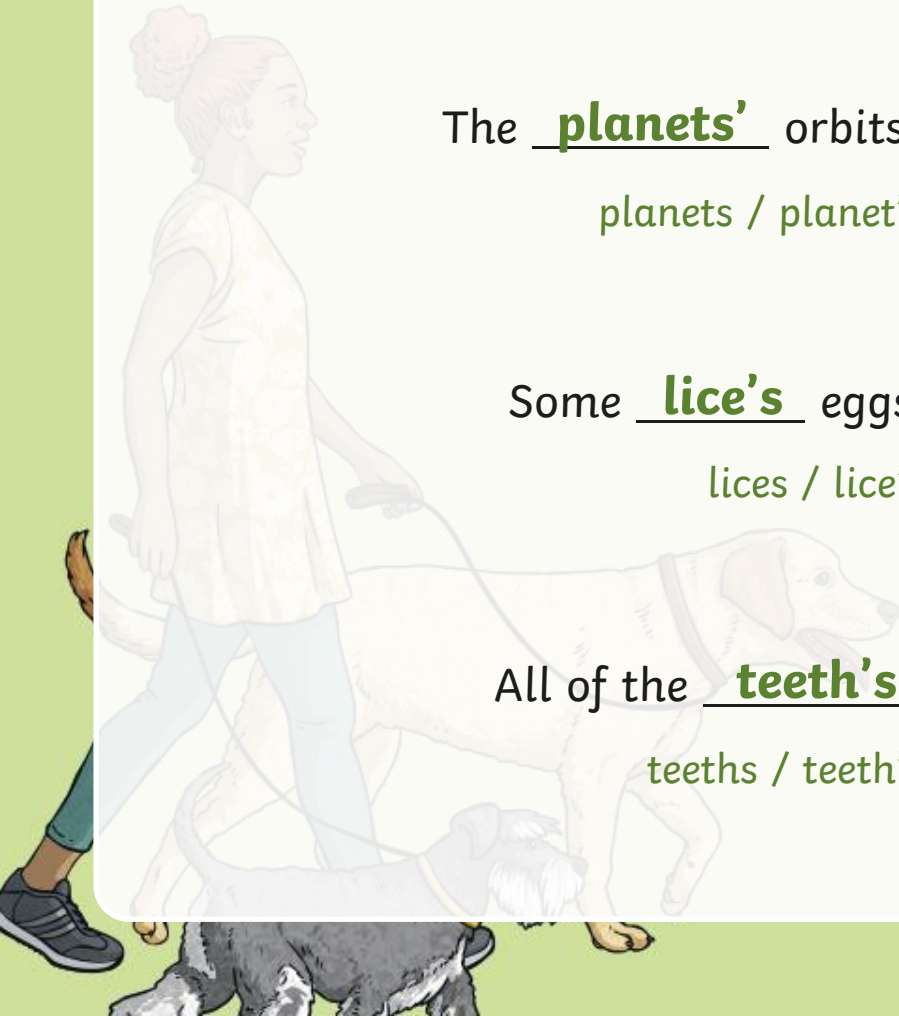 The planets’ orbits
planets / planet’
Some lice’s eggs
lices / lice’
All of the teeth’s
teeths / teeth’